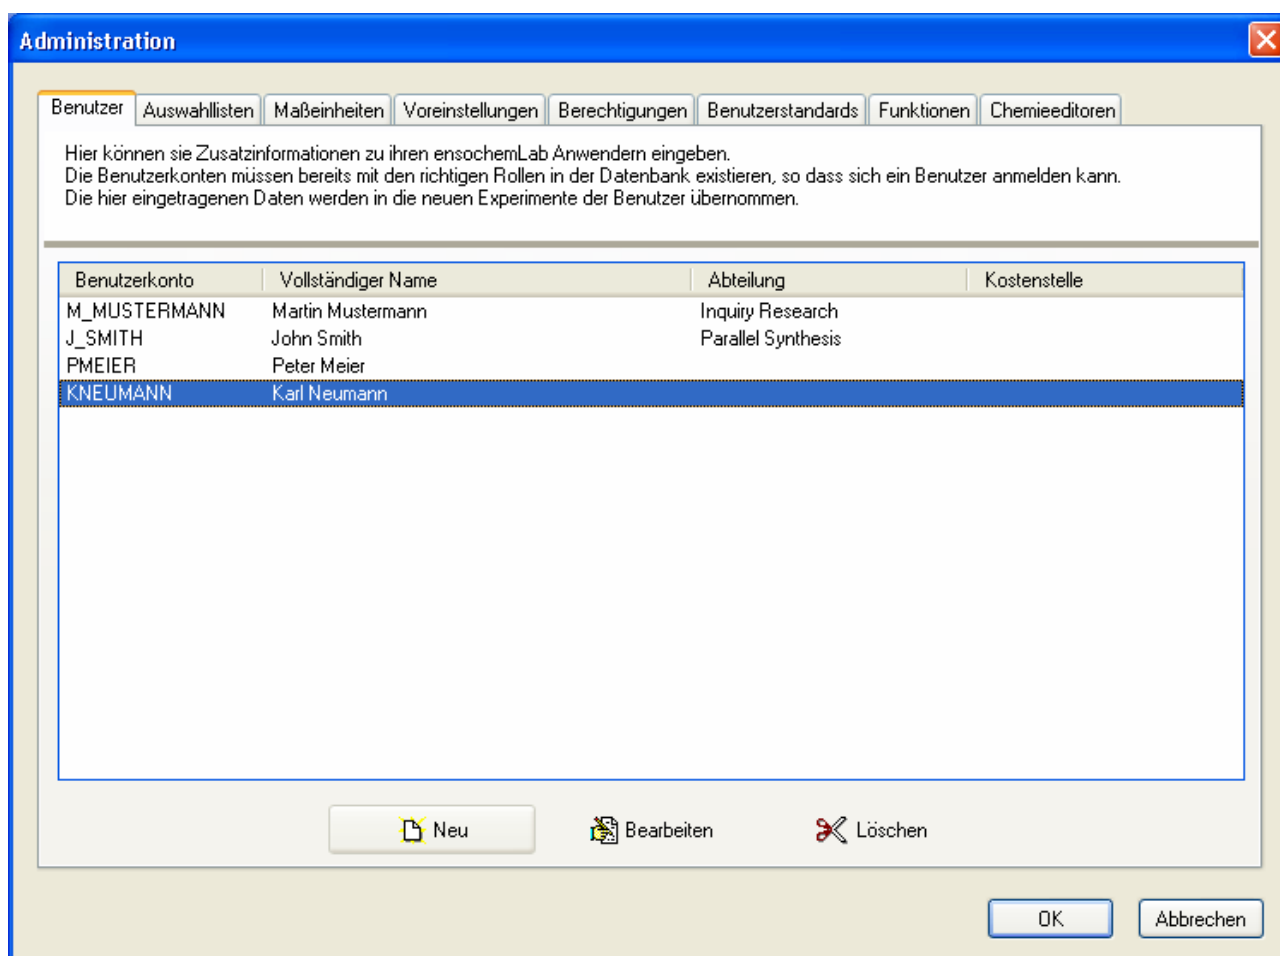 Administration
Benutzer Auswahllisten Maßeinheiten Voreinstellungen Berechtigungen Benutzerstandards Funktionen Chemieeditoren
Hier können sie Zusatzinformationen zu ihren ensochemLab Anwendern eingeben.
Die Benutzerkonten müssen bereits mit den richtigen Rollen in der Datenbank existieren, so dass sich ein Benutzer anmelden kann.
Die hier eingetragenen Daten werden in die neuen Experimente der Benutzer übernommen.
Benutzerkonto Vollständiger Name Abteilung Kostenstelle
M_MUSTERMANN Martin Mustermann Inquiry Research
J_SMITH John Smith Parallel Synthesis
PMEIER Peter Meier
KNEUMANN Karl Neumann
Neu Bearbeiten Löschen
OK Abbrechen